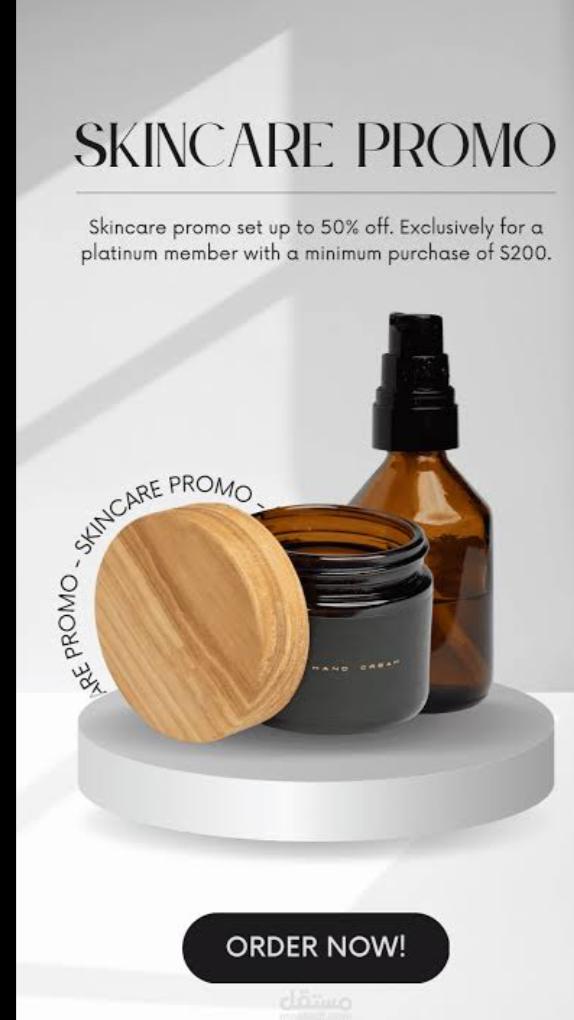 SKINCARE PROMO
Skincare promo set up to 50% off. Exclusively for a
platinum member with a minimum purchase of $200.
ARE PROMO - SKINCARE PROMO -
HAND CREAM
ORDER NOW!
مستقل